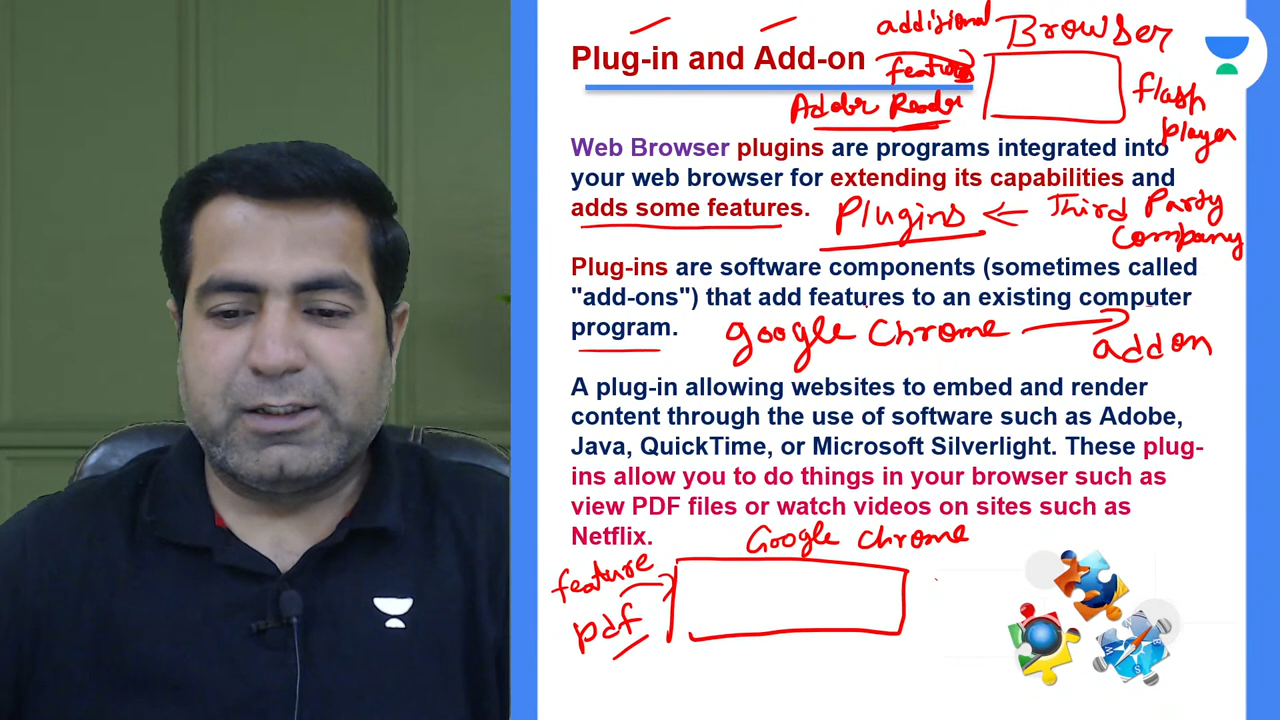 additional Browser
Plug-in and Add-on
features
Adobe Reader
flash
player
Web Browser plugins are programs integrated into
your web browser for extending its capabilities and
adds some features.
Plugins ← Third Party
Company
Plug-ins are software components (sometimes called
"add-ons") that add features to an existing computer
program.
google Chrome → add on
A plug-in allowing websites to embed and render
content through the use of software such as Adobe,
Java, QuickTime, or Microsoft Silverlight. These plug-
ins allow you to do things in your browser such as
view PDF files or watch videos on sites such as
Netflix.
Google Chrome
feature
pdf